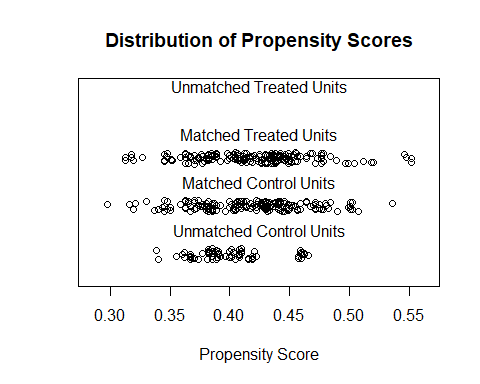 Distribution of Propensity Scores
Unmatched Treated Units
Matched Treated Units
Matched Control Units
Unmatched Control Units
0.30 0.35 0.40 0.45 0.50 0.55
Propensity Score